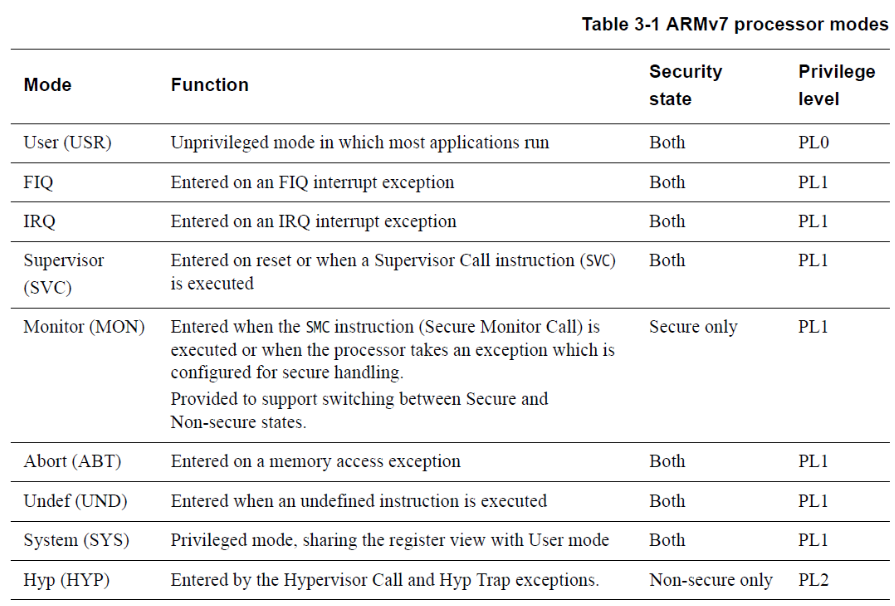 Table 3-1 ARMv7 processor modes
Mode Function Security state Privilege level
User (USR) Unprivileged mode in which most applications run Both PL0
FIQ Entered on an FIQ interrupt exception Both PL1
IRQ Entered on an IRQ interrupt exception Both PL1
Supervisor Entered on reset or when a Supervisor Call instruction (SVC) Both PL1
(SVC) is executed
Monitor (MON) Entered when the SMC instruction (Secure Monitor Call) is Secure only PL1
executed or when the processor takes an exception which is
configured for secure handling.
Provided to support switching between Secure and
Non-secure states.
Abort (ABT) Entered on a memory access exception Both PL1
Undef (UND) Entered when an undefined instruction is executed Both PL1
System (SYS) Privileged mode, sharing the register view with User mode Both PL1
Hyp (HYP) Entered by the Hypervisor Call and Hyp Trap exceptions. Non-secure only PL2